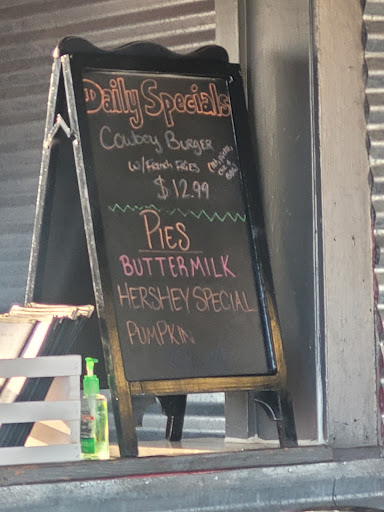 Daily Specials
Cowboy Burger
w/French Fries
$12.99
PIES
BUTTERMILK
HERSHEY SPECIAL
PUMPKIN